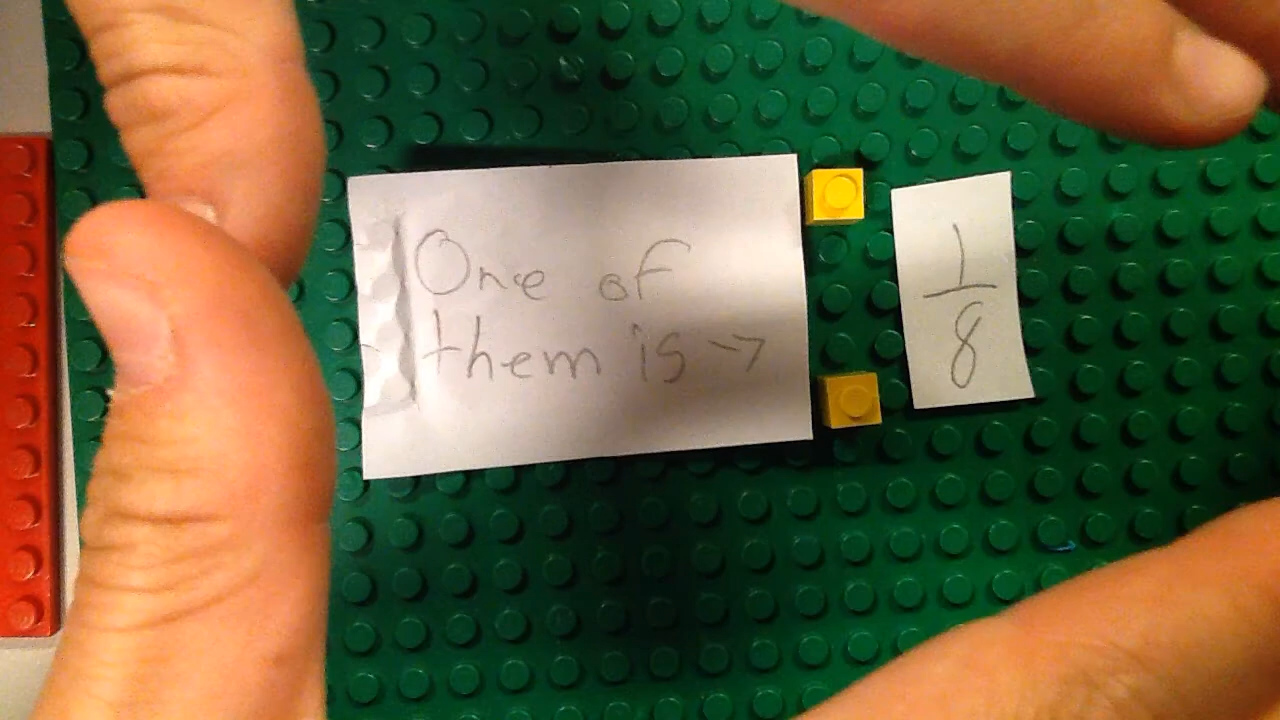 One of
them is →
1
8